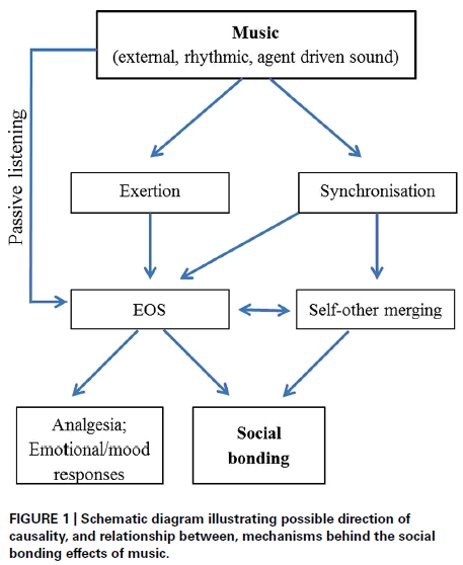 Music
(external, rhythmic, agent driven sound)
Passive listening
Exertion
Synchronisation
EOS
Self-other merging
Analgesia;
Emotional/mood
responses
Social
bonding
FIGURE 1 | Schematic diagram illustrating possible direction of
causality, and relationship between, mechanisms behind the social
bonding effects of music.